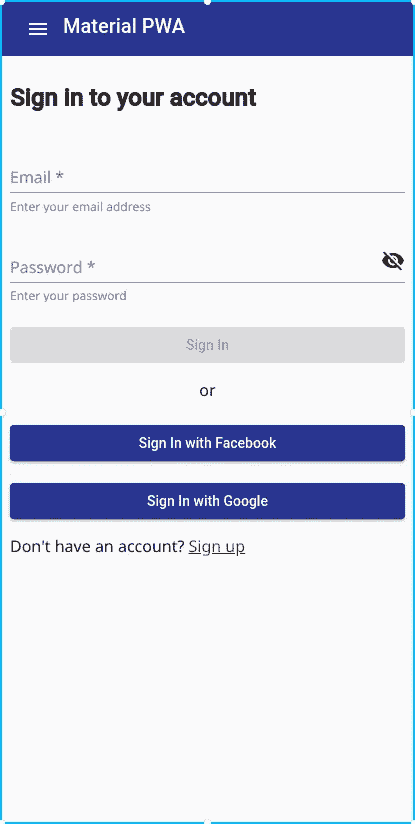 Material PWA
Sign in to your account
Email *
Enter your email address
Password *
Enter your password
Sign In
or
Sign In with Facebook
Sign In with Google
Don't have an account? Sign up